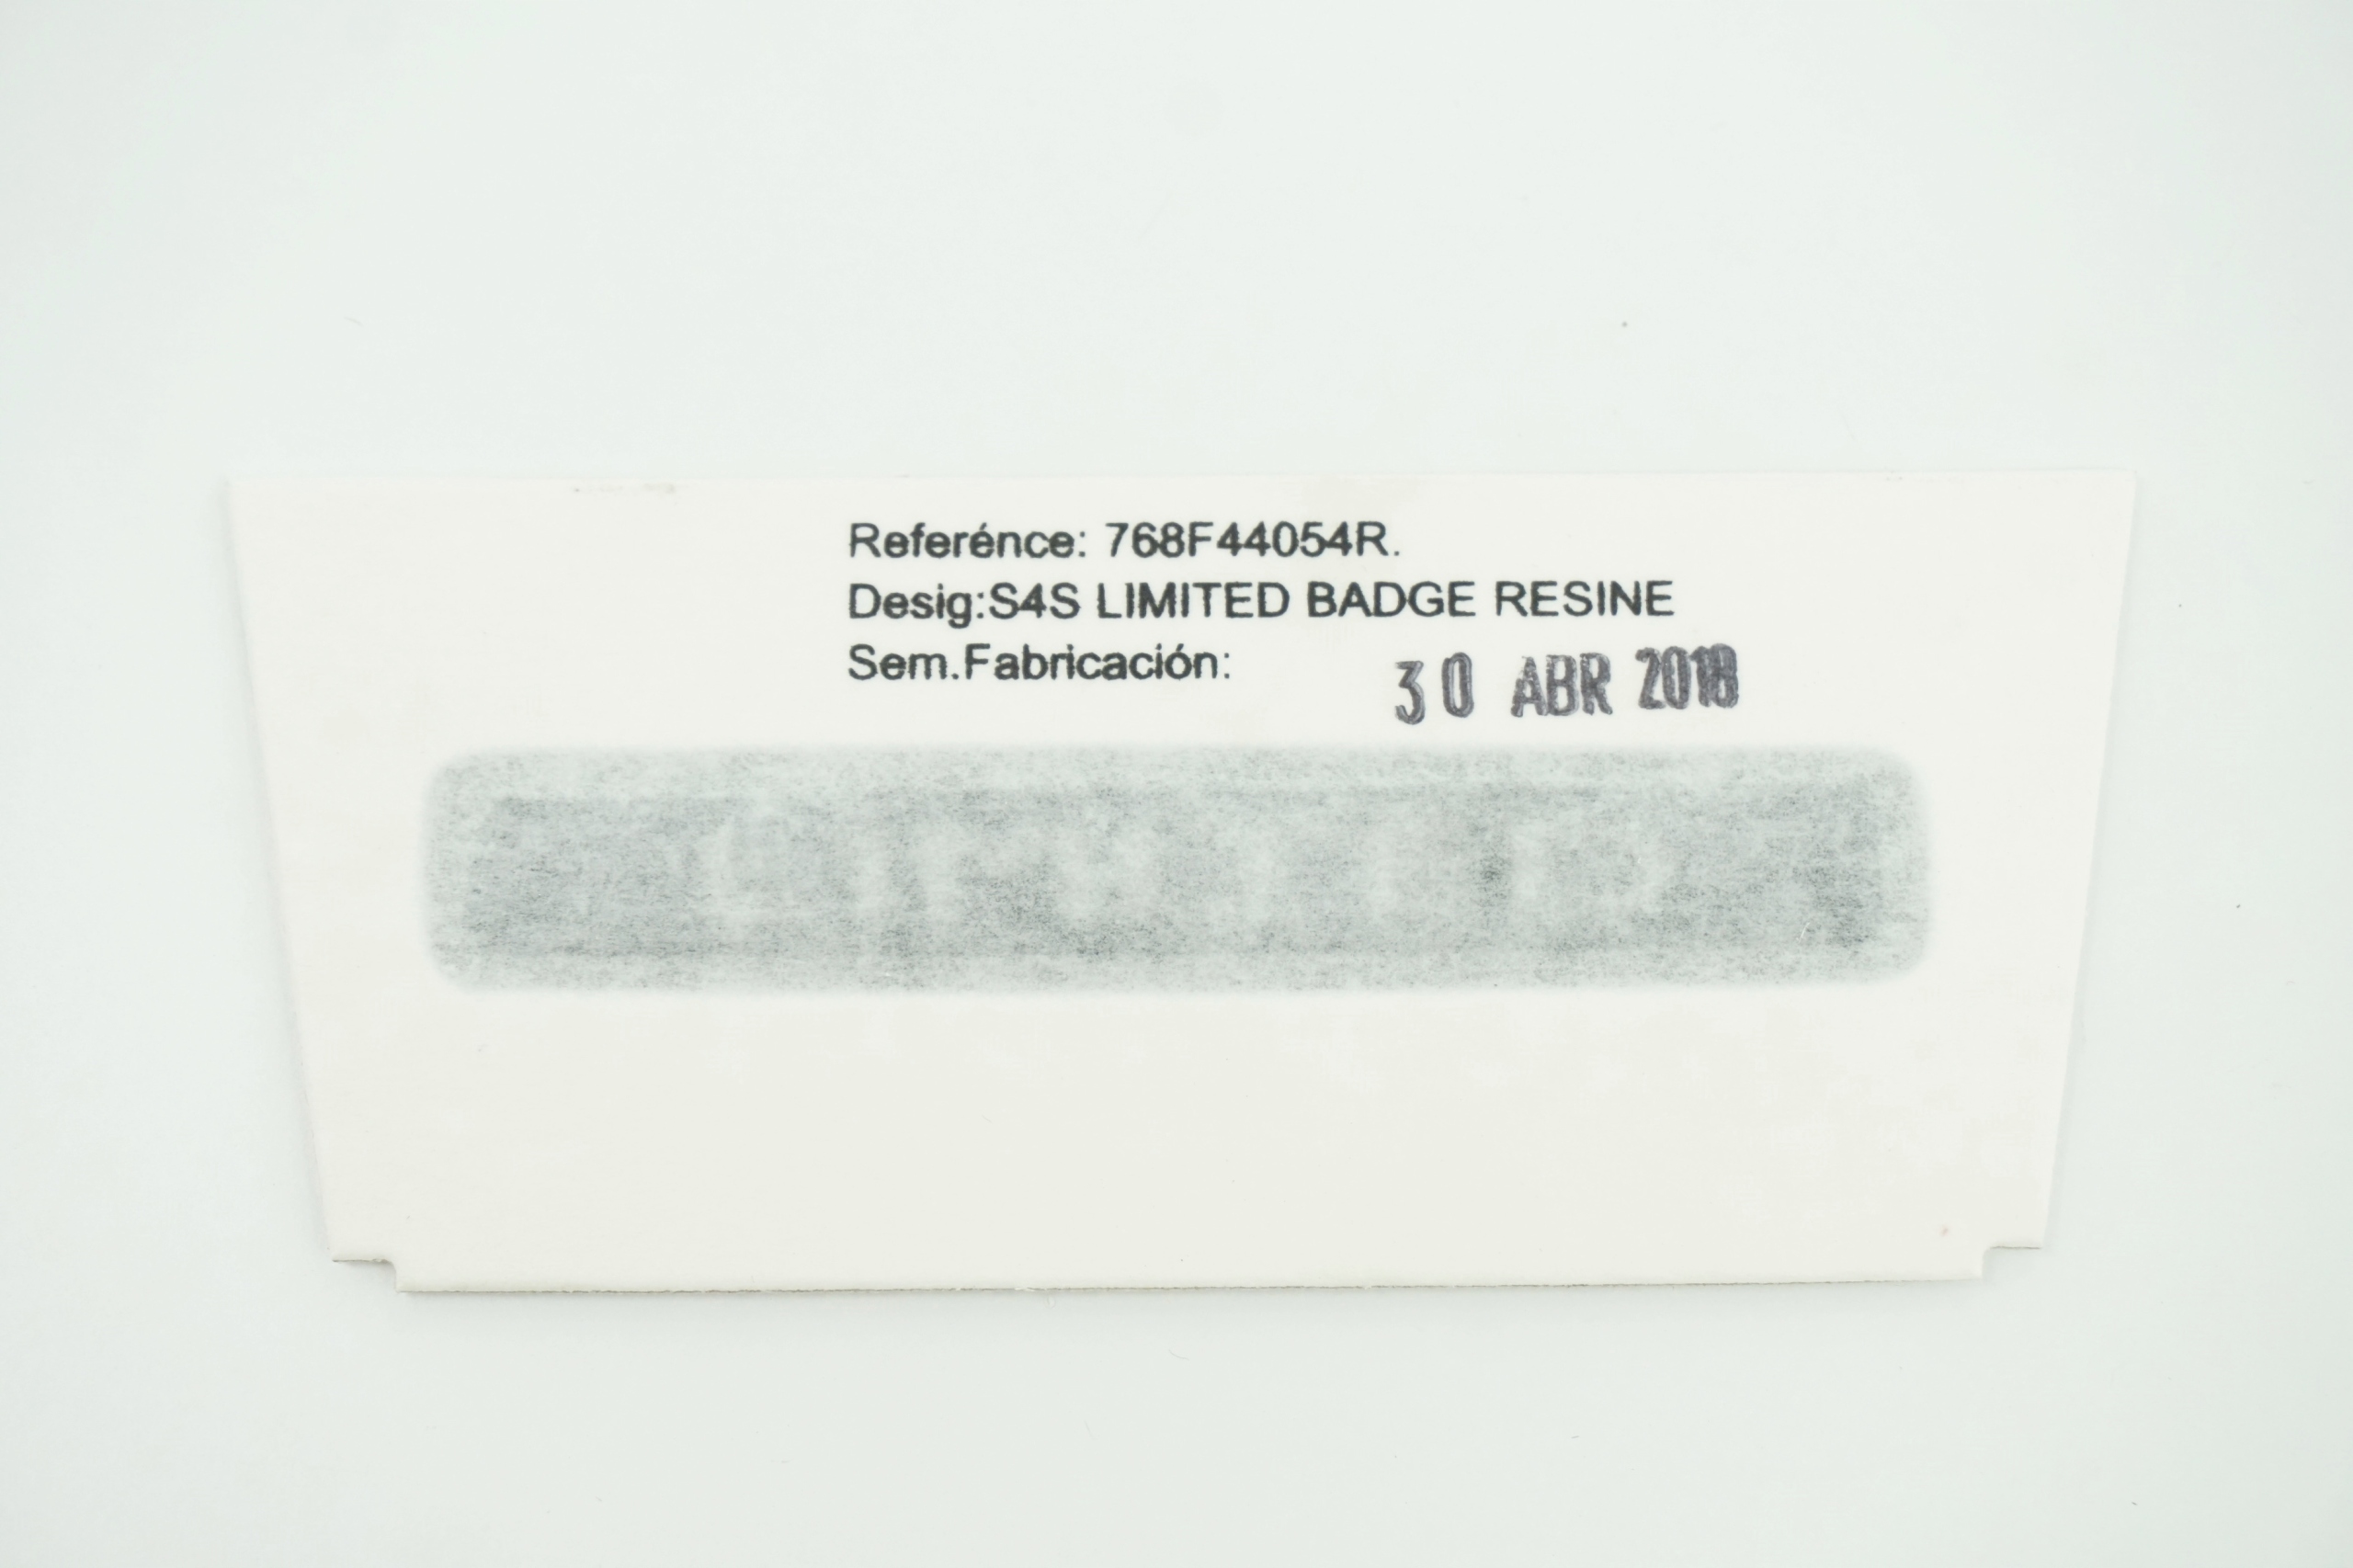 Referénce: 768F44054R.
Desig:S4S LIMITED BADGE RESINE
Sem.Fabricación: 30 ABR 2018